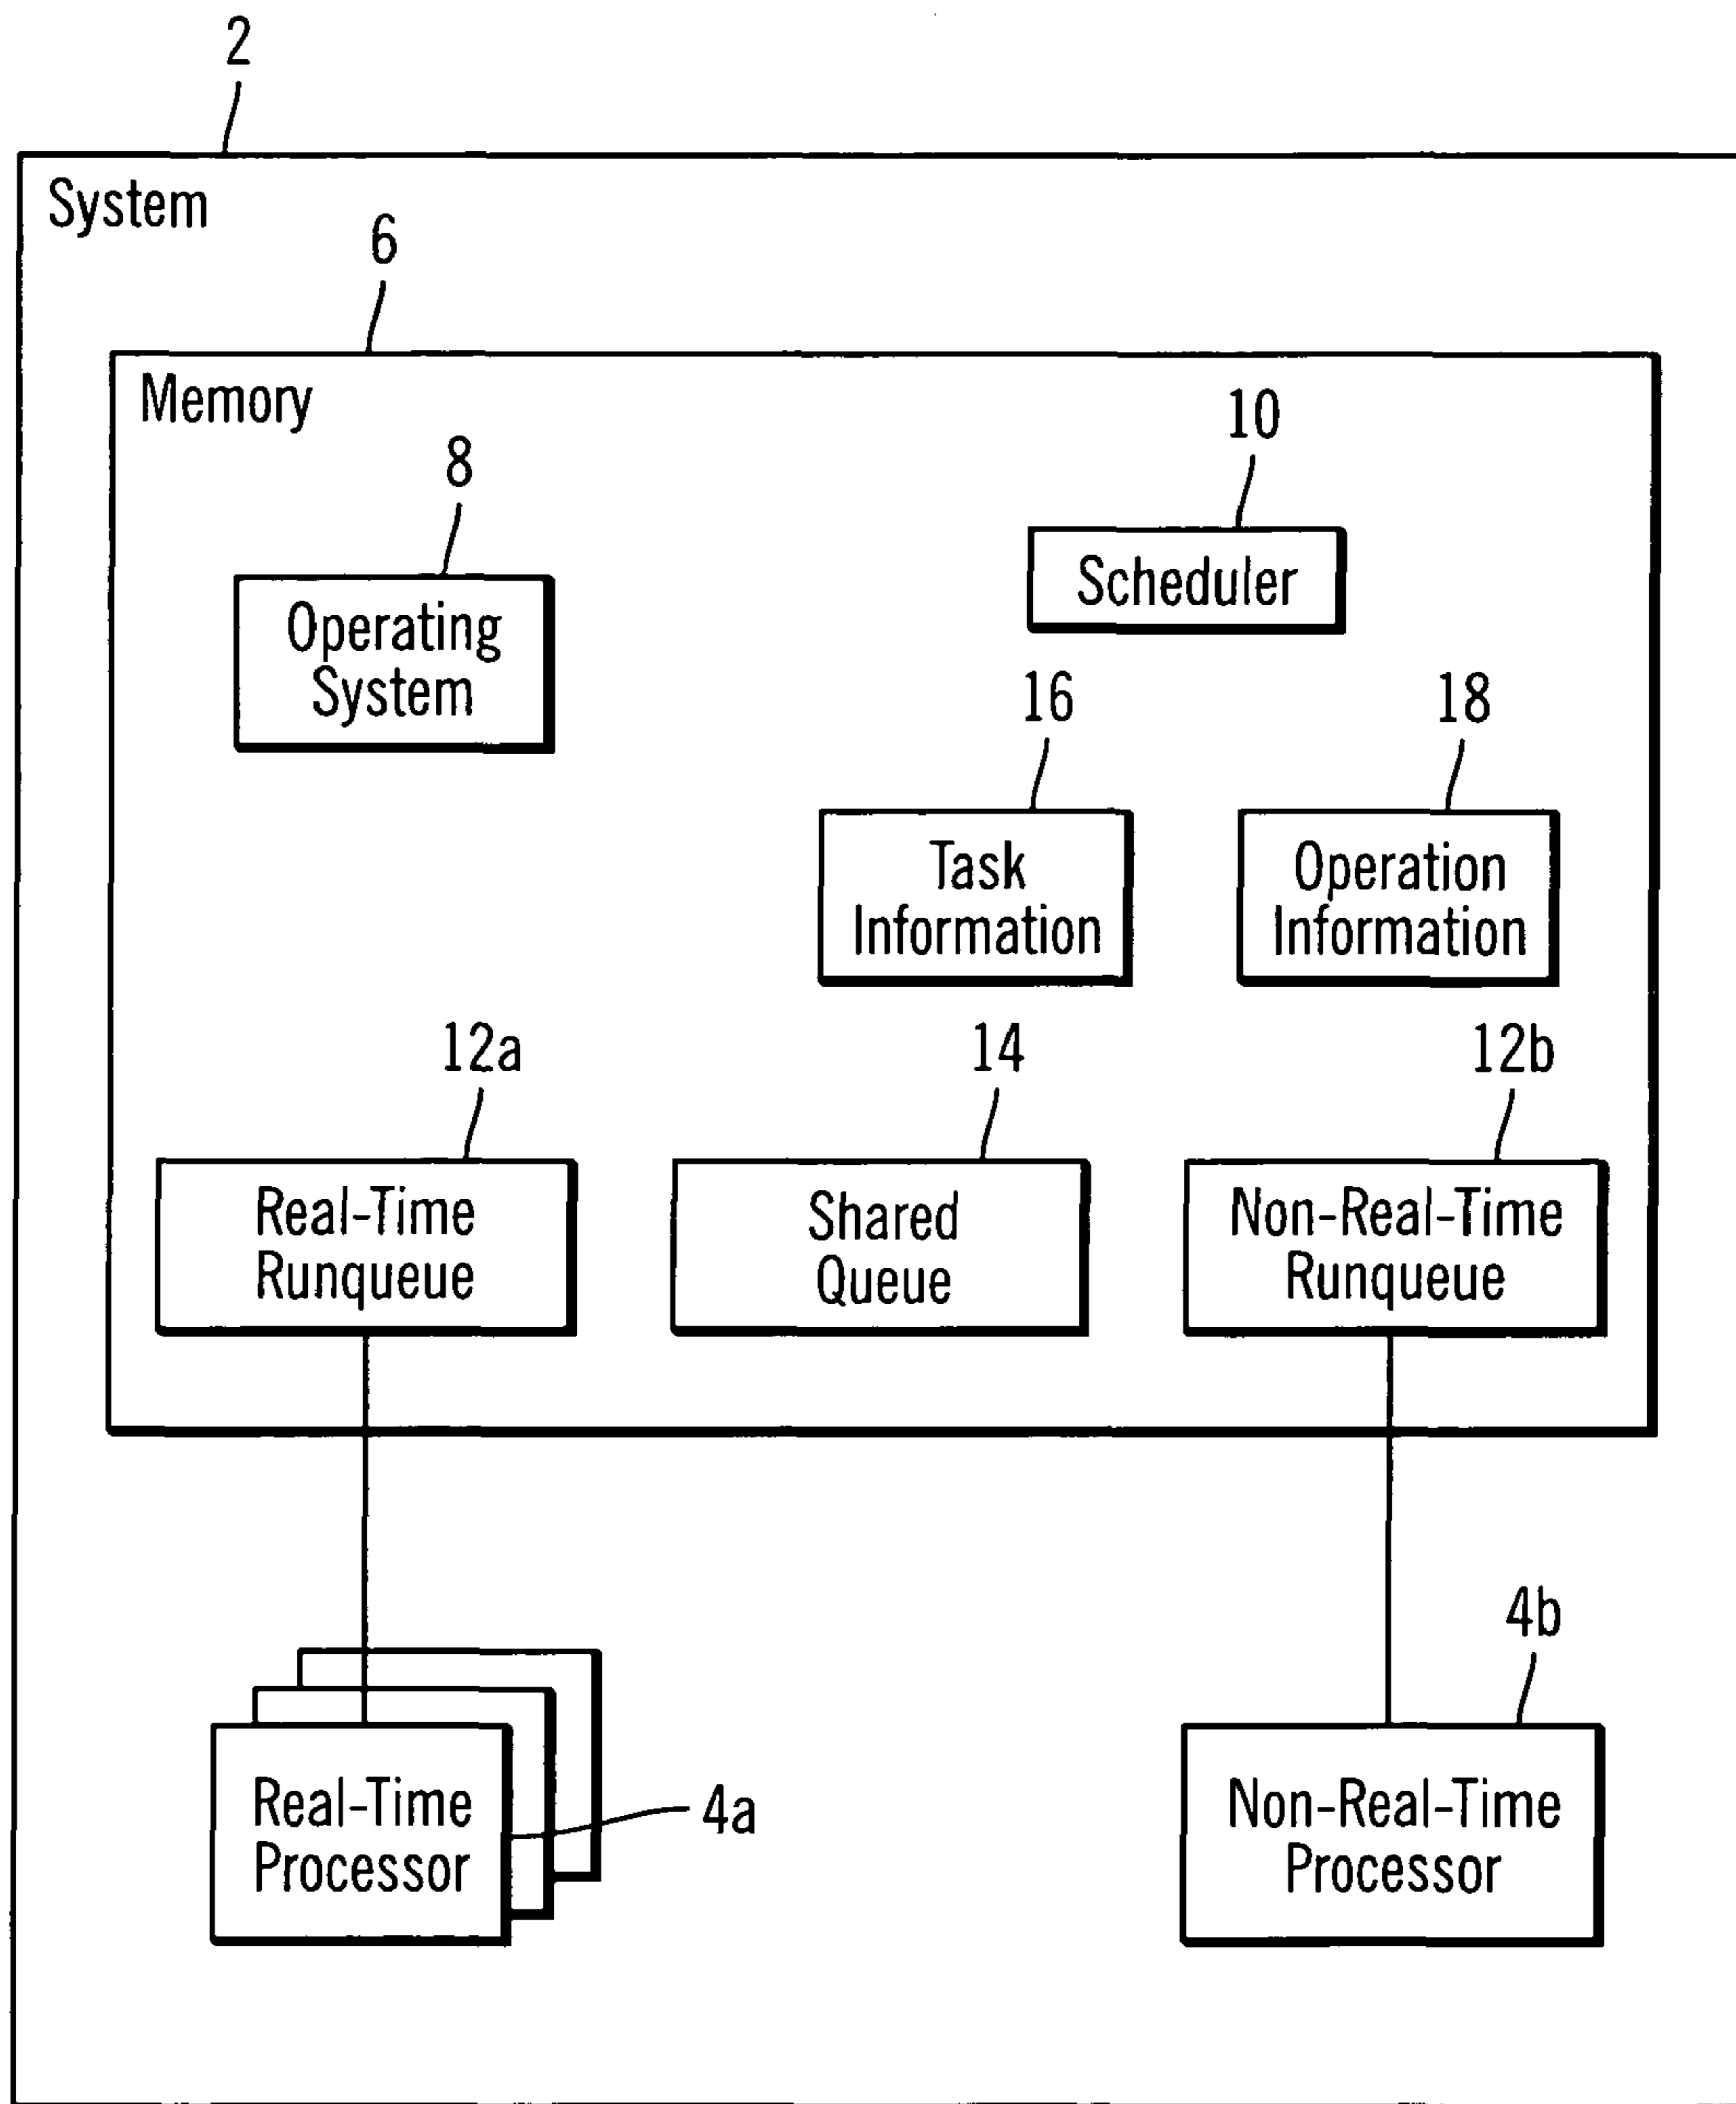 2
System
6
Memory
10
8
Scheduler
Operating
System
16
18
Task
Information
Operation
Information
12a
14
12b
Real-Time
Runqueue
Shared
Queue
Non-Real-Time
Runqueue
4b
Real-Time
Processor
4a
Non-Real-Time
Processor